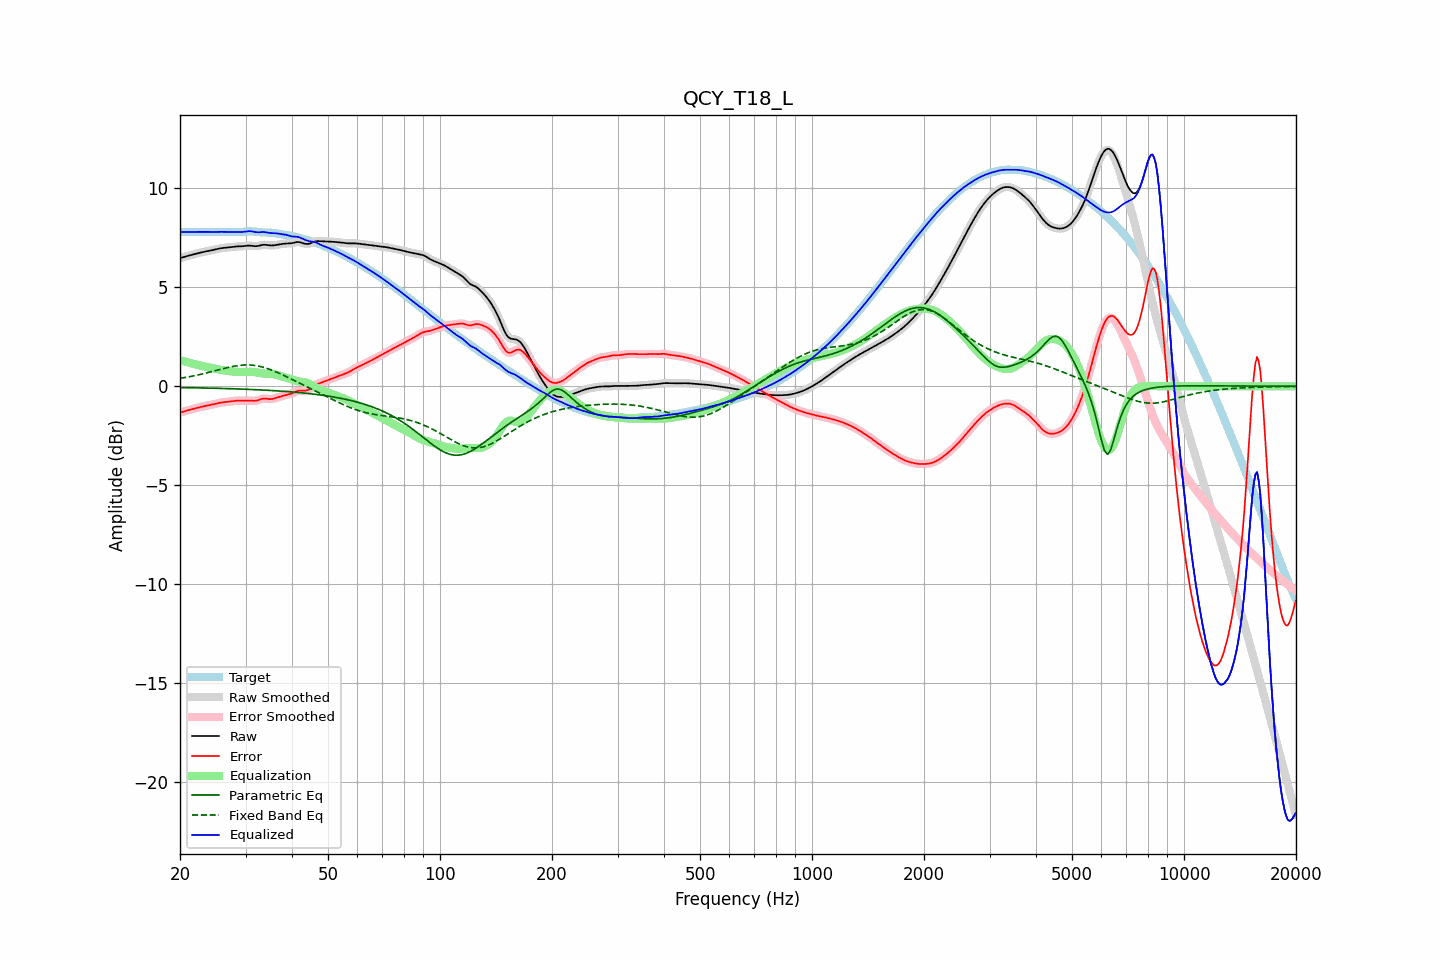 QCY_T18_L
Amplitude (dBr)
10
5
0
−5
−10
−15
−20
Target
Raw Smoothed
Error Smoothed
Raw
Error
Equalization
Parametric Eq
Fixed Band Eq
Equalized
20 50 100 200 500 1000 2000 5000 10000 20000
Frequency (Hz)